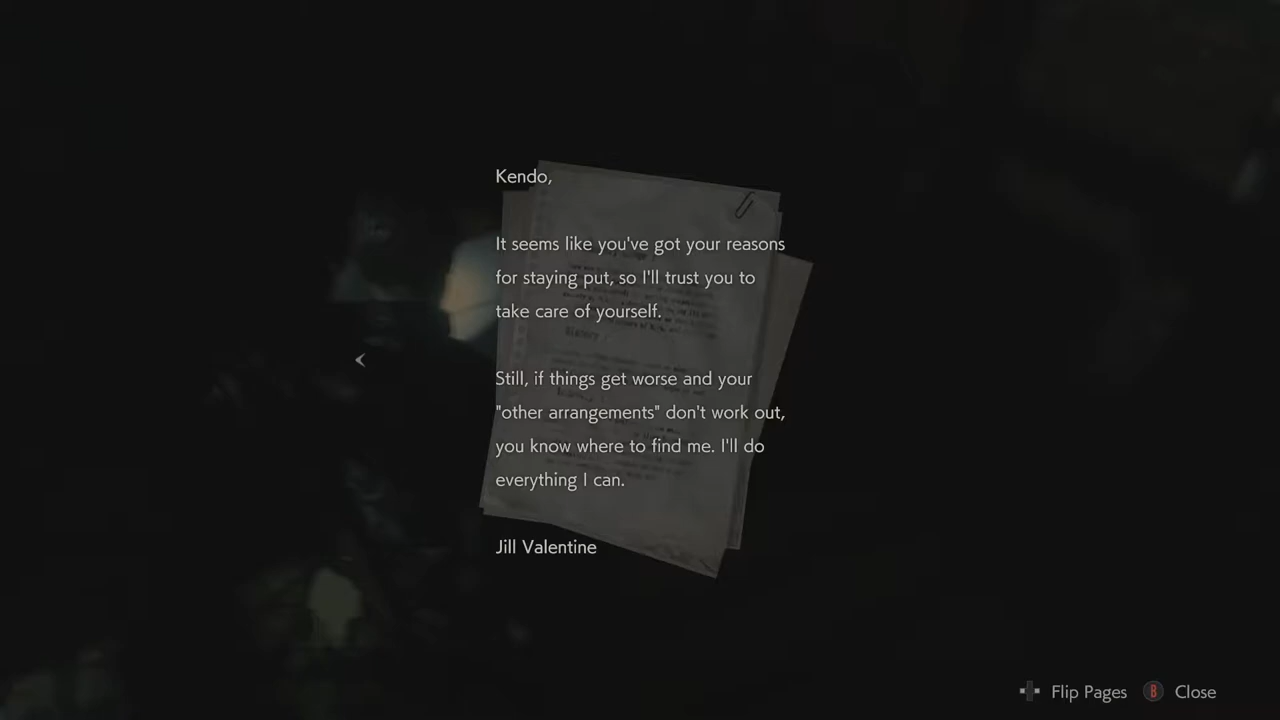 Kendo,
It seems like you've got your reasons
for staying put, so I'll trust you to
take care of yourself.
Still, if things get worse and your
"other arrangements" don't work out,
you know where to find me. I'll do
everything I can.
Jill Valentine
Flip Pages B Close